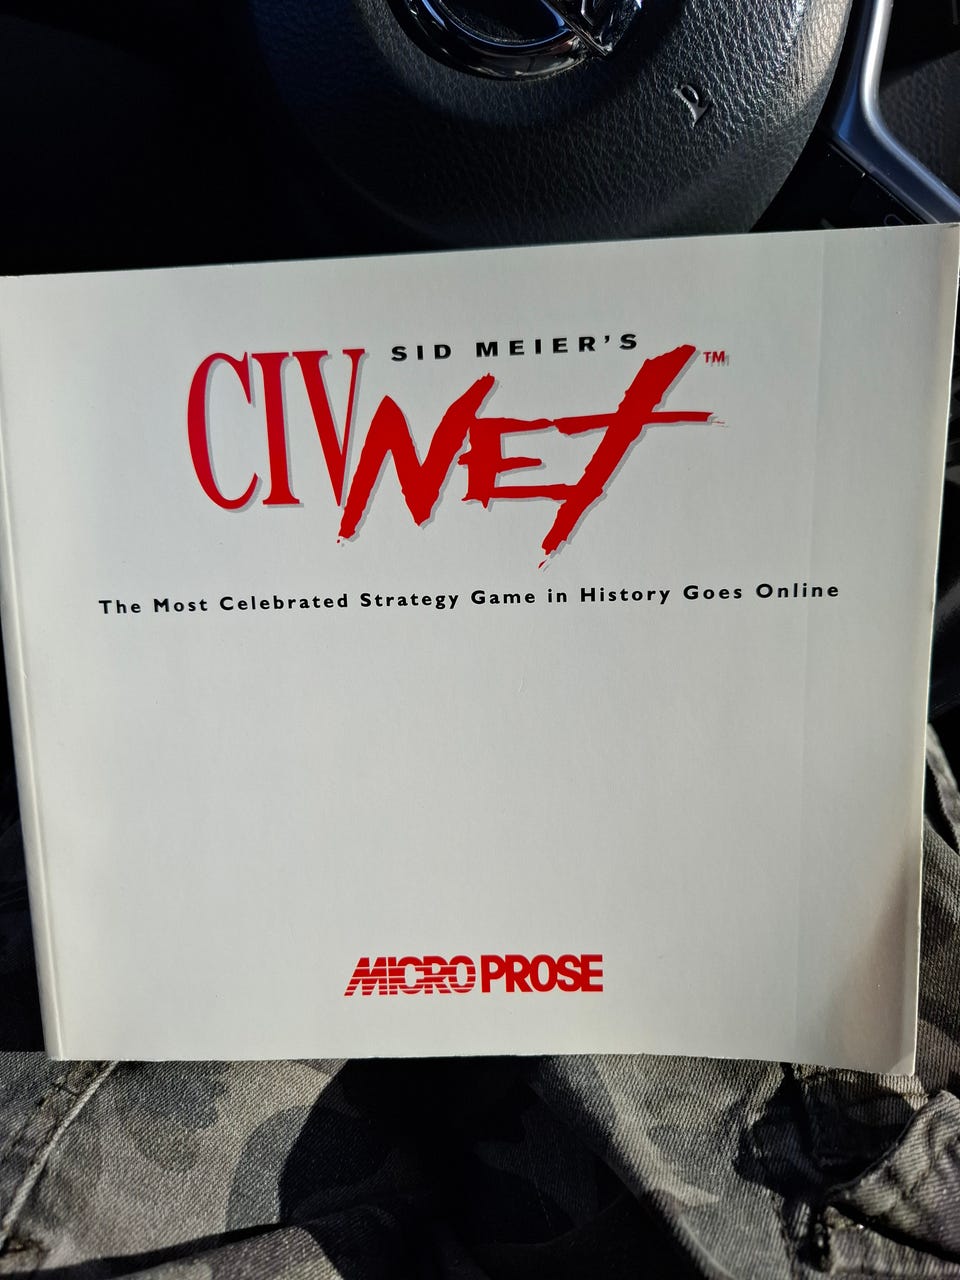 P
SID MEIER'S
CIVNET™
The Most Celebrated Strategy Game in History Goes Online
MICROPROSE